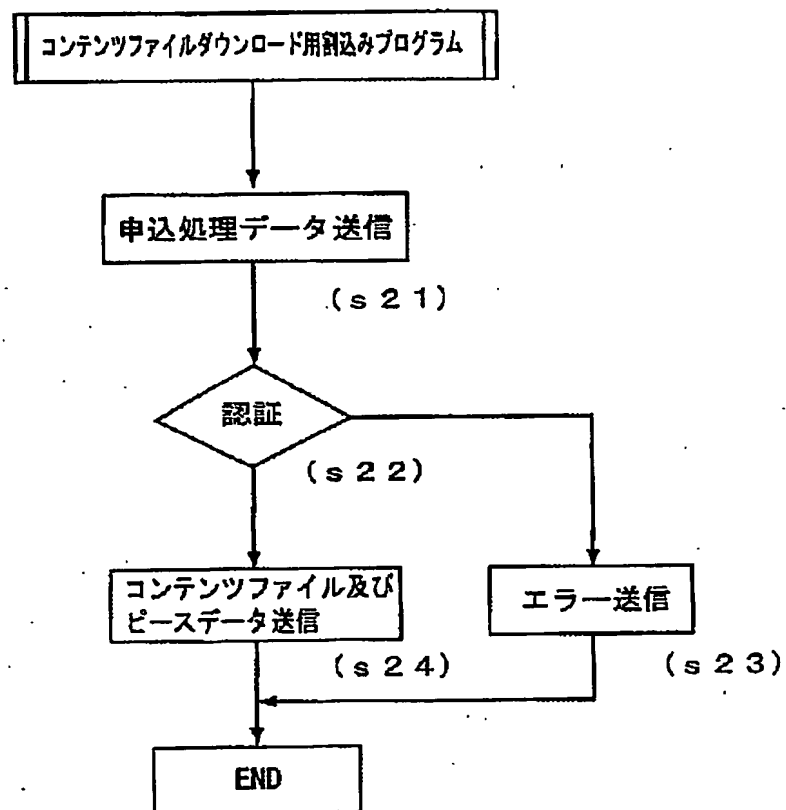 コンテンツファイルダウンロード用割込みプログラム
申込処理データ送信
(s21)
認証
(s22)
コンテンツファイル及び
ピースデータ送信
(s24)
エラー送信
(s23)
END